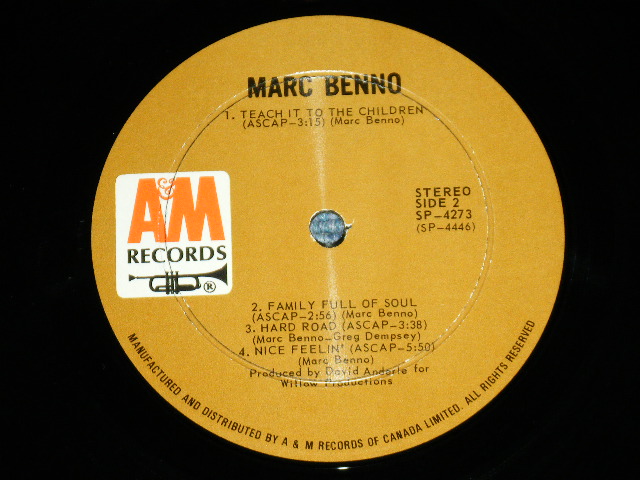 MARC BENNO
1. TEACH IT TO THE CHILDREN
(ASCAP-3:15) (Marc Benno)
A&M
RECORDS
®
STEREO
SIDE 2
SP-4273
(SP-4446)
2. FAMILY FULL OF SOUL
(ASCAP-2:56) (Marc Benno)
3. HARD ROAD (ASCAP-3:38)
(Marc Benno-Greg Dempsey)
4. NICE FEELIN' (ASCAP-5:50)
(Marc Benno)
Produced by David Anderle for
Willow Productions
MANUFACTURED AND DISTRIBUTED BY A & M RECORDS OF CANADA LIMITED. ALL RIGHTS RESERVED